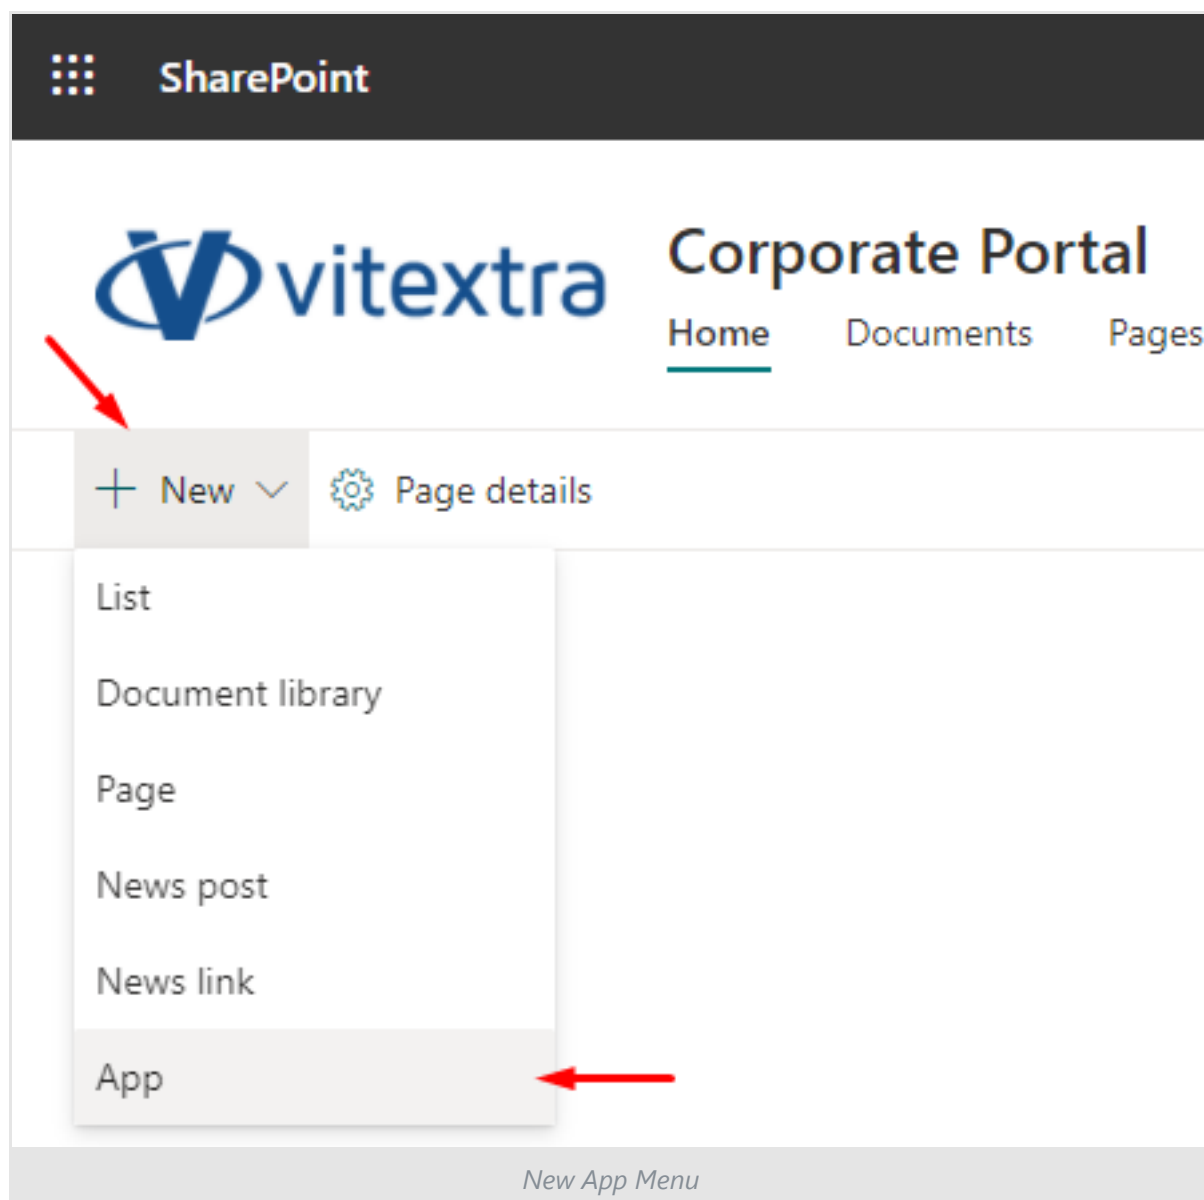 SharePoint
vitextra
Corporate Portal
Home Documents Pages
New Page details
List
Document library
Page
News post
News link
App
New App Menu